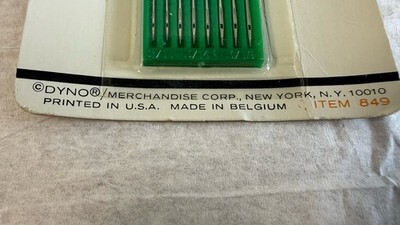 ©DYNO®/MERCHANDISE CORP., NEW YORK, N.Y. 10010
PRINTED IN U.S.A. MADE IN BELGIUM ITEM 849